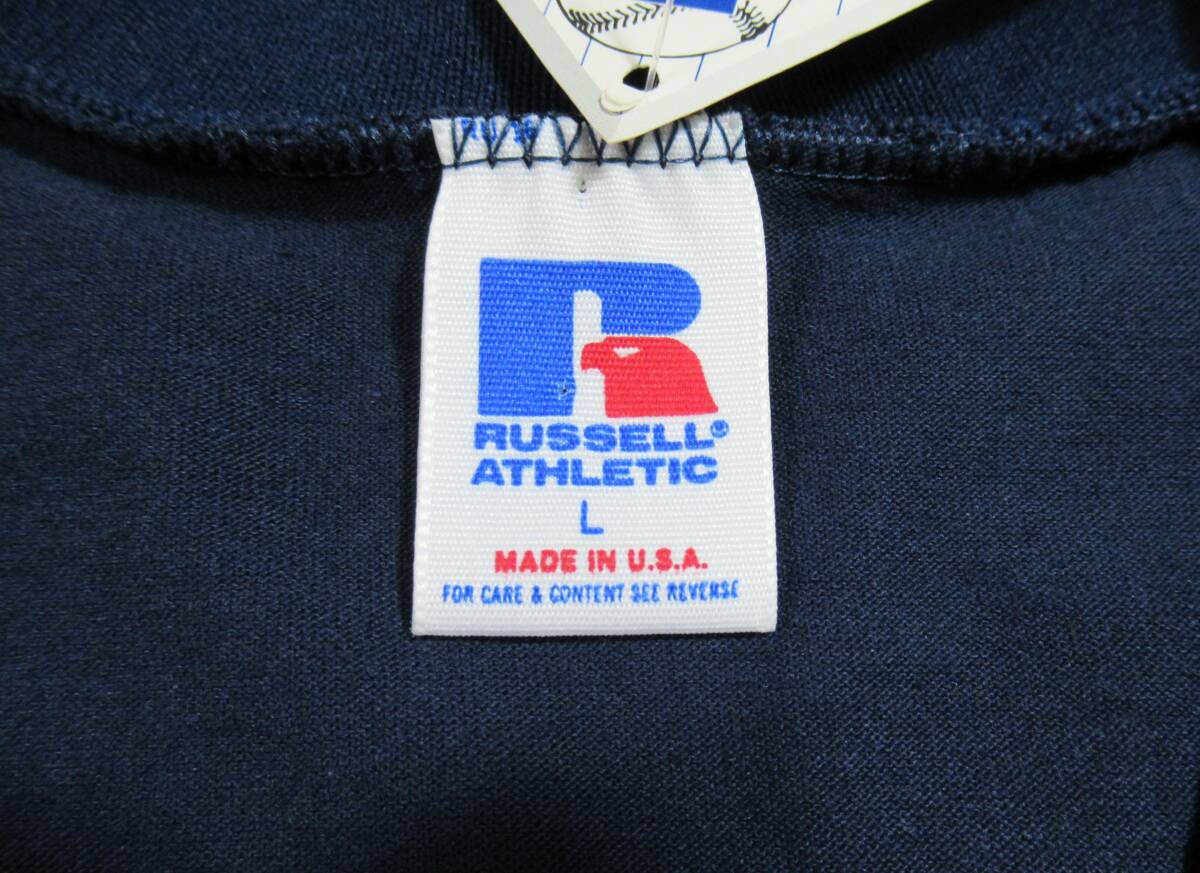 RUSSELL®
ATHLETIC
L
MADE IN U.S.A.
FOR CARE & CONTENT SEE REVERSE